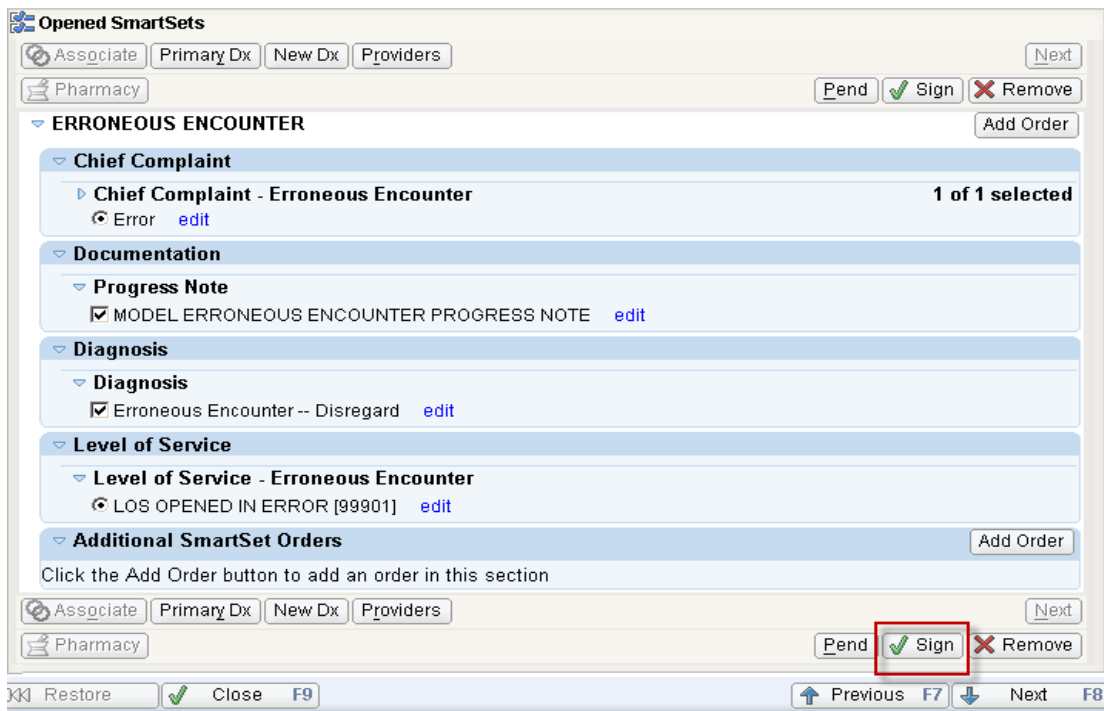 Opened SmartSets
Associate Primary Dx New Dx Providers Next
Pharmacy Pend Sign Remove
ERRONEOUS ENCOUNTER Add Order
Chief Complaint
Chief Complaint - Erroneous Encounter 1 of 1 selected
Error edit
Documentation
Progress Note
MODEL ERRONEOUS ENCOUNTER PROGRESS NOTE edit
Diagnosis
Diagnosis
Erroneous Encounter -- Disregard edit
Level of Service
Level of Service - Erroneous Encounter
LOS OPENED IN ERROR [99901] edit
Additional SmartSet Orders Add Order
Click the Add Order button to add an order in this section
Associate Primary Dx New Dx Providers Next
Pharmacy Pend Sign Remove
Restore Close F9 Previous F7 Next F8